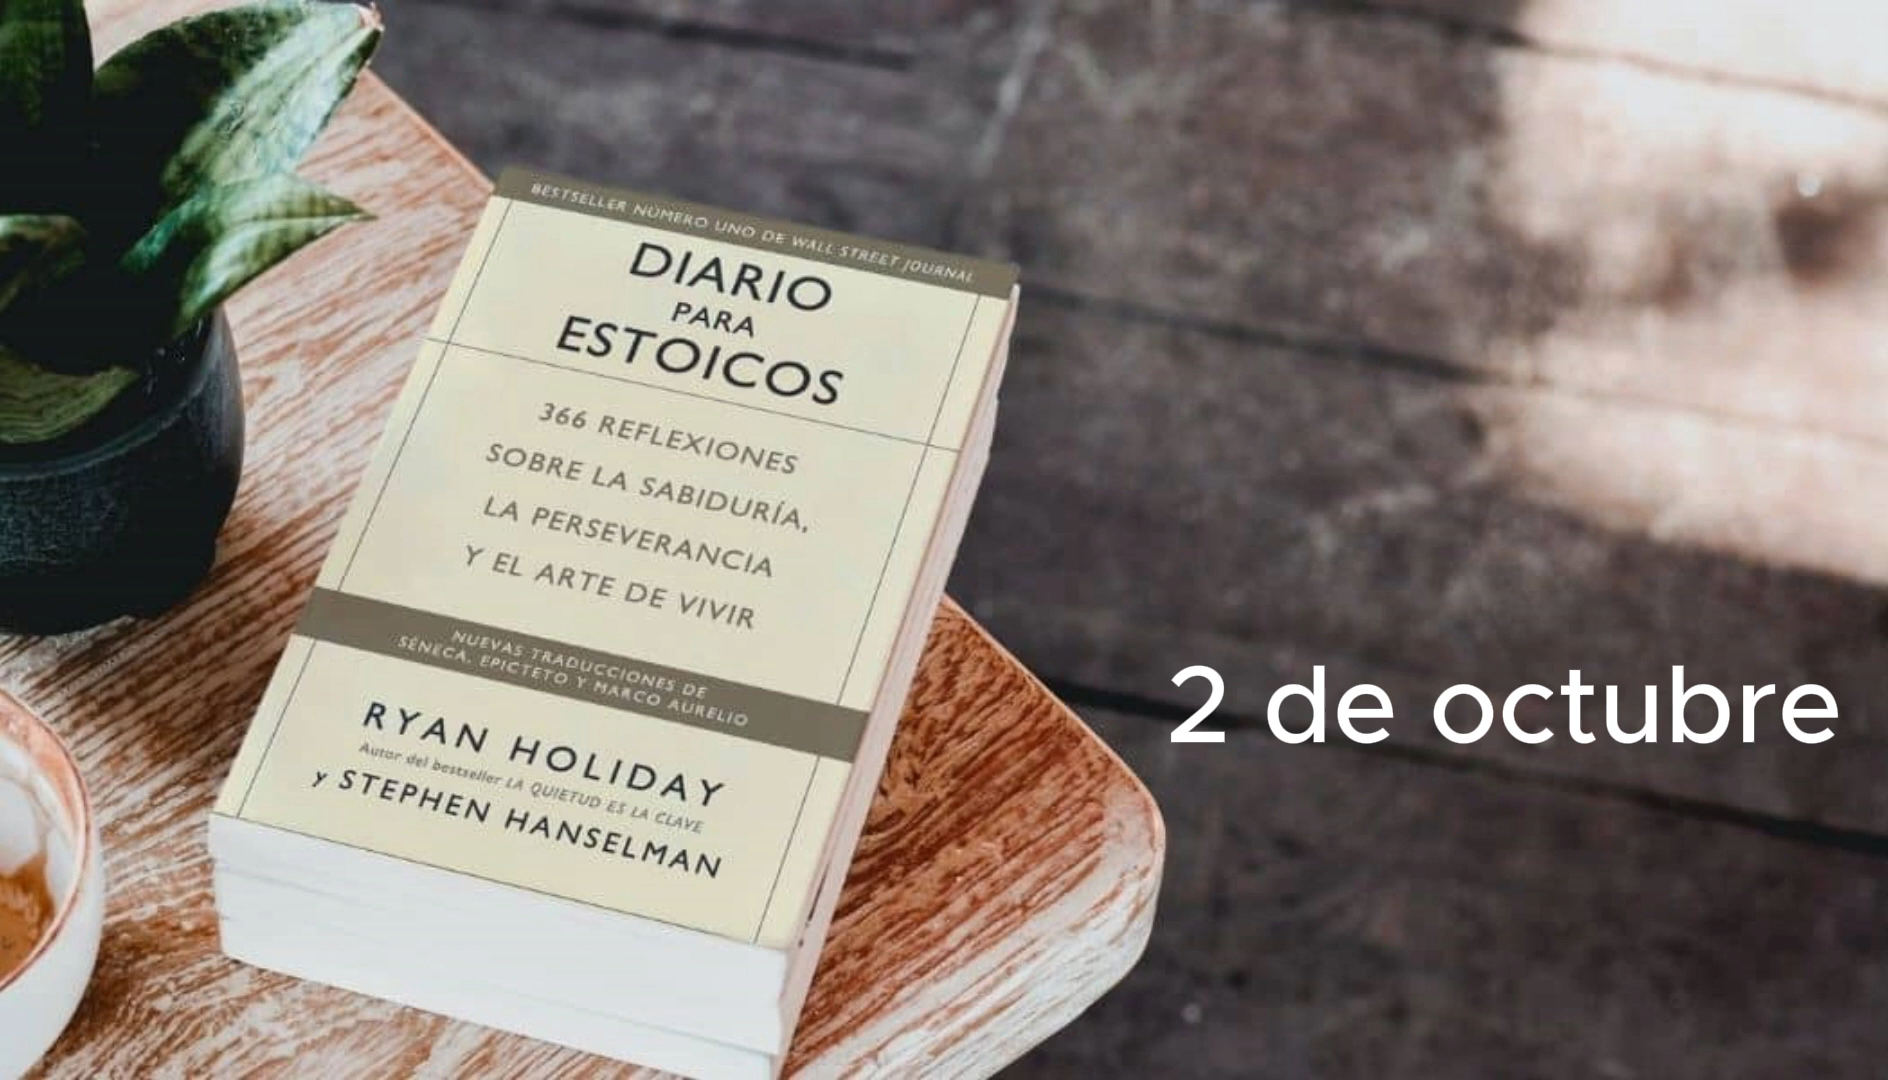 BESTSELLER NÚMERO UNO DE WALL STREET JOURNAL
DIARIO
PARA
ESTOICOS
366 REFLEXIONES
SOBRE LA SABIDURÍA,
LA PERSEVERANCIA
Y EL ARTE DE VIVIR
NUEVAS TRADUCCIONES DE
SÉNECA, EPICTETO Y MARCO AURELIO
RYAN HOLIDAY
Autor del bestseller LA QUIETUD ES LA CLAVE
y STEPHEN HANSELMAN
2 de octubre